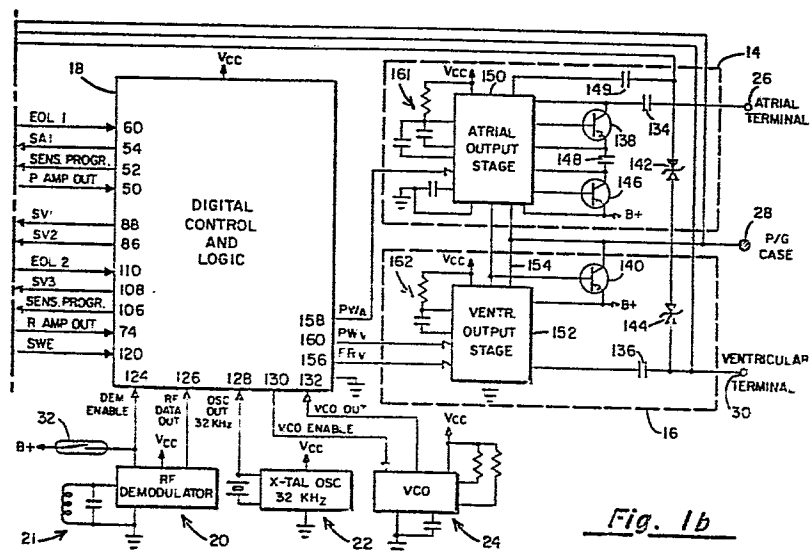 18
VCC
DIGITAL
CONTROL
AND
LOGIC
EOL 1
60
SA1
54
SENS. PROGR.
52
P AMP OUT
50
SV1
88
SV2
86
EOL 2
110
SV3
108
SENS. PROGR.
106
R AMP OUT
74
SWE
120
124
126
128
130
132
DEM
ENABLE
RF
DATA
OUT
OSC
OUT
32 KHz
VCO ENABLE
VCO OUT
158
PWA
160
PWV
156
FRV
14
161
VCC
150
ATRIAL
OUTPUT
STAGE
149
138
134
148
146
B+
142
26
ATRIAL
TERMINAL
28
P/G
CASE
162
VCC
154
140
B+
VENTR.
OUTPUT
STAGE
152
144
136
VENTRICULAR
TERMINAL
30
16
32
B+
VCC
RF
DEMODULATOR
21
20
VCC
X-TAL OSC
32 KHz
22
VCC
VCO
24
Fig. 1b